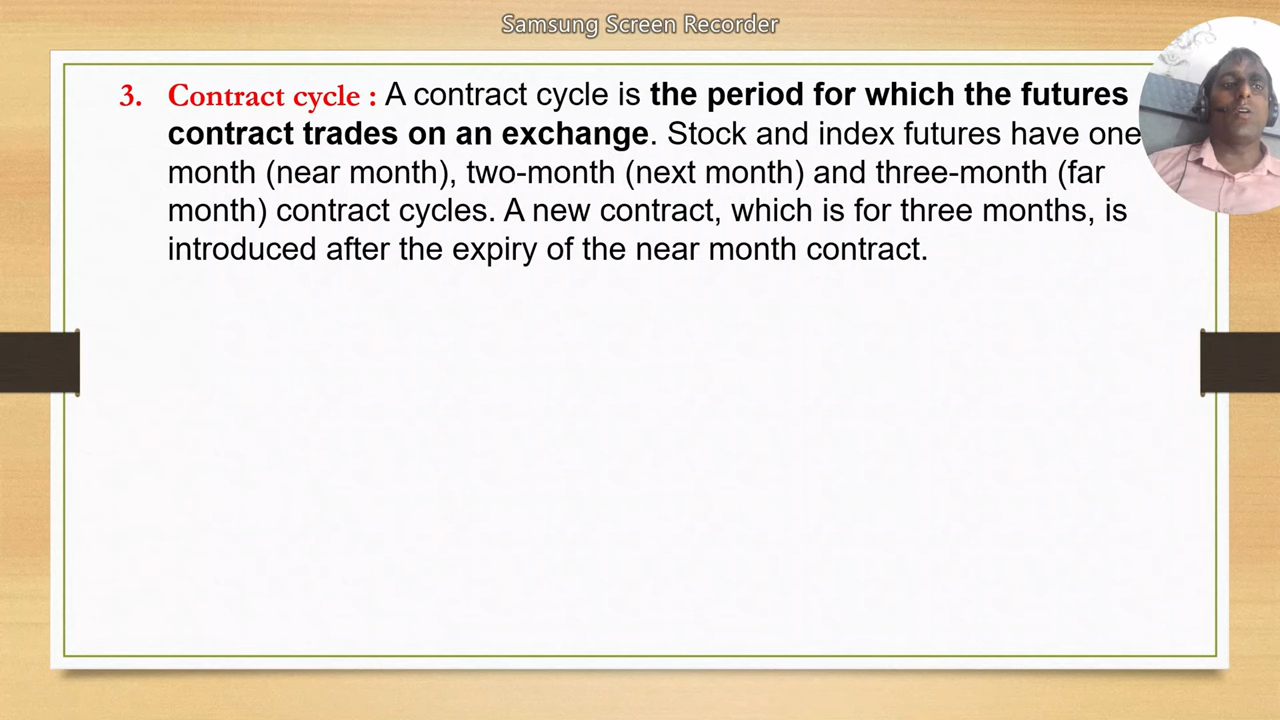 Samsung Screen Recorder
3. Contract cycle : A contract cycle is the period for which the futures
contract trades on an exchange. Stock and index futures have one
month (near month), two-month (next month) and three-month (far
month) contract cycles. A new contract, which is for three months, is
introduced after the expiry of the near month contract.